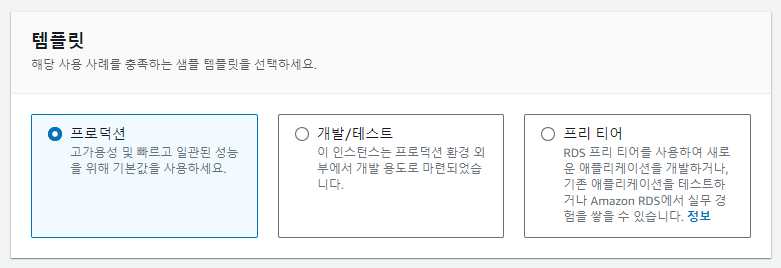 템플릿
해당 사용 사례를 충족하는 샘플 템플릿을 선택하세요.
프로덕션
고가용성 및 빠르고 일관된 성능
을 위해 기본값을 사용하세요.
개발/테스트
이 인스턴스는 프로덕션 환경 외
부에서 개발 용도로 마련되었습
니다.
프리 티어
RDS 프리 티어를 사용하여 새로
운 애플리케이션을 개발하거나,
기존 애플리케이션을 테스트하
거나 Amazon RDS에서 실무 경
험을 쌓을 수 있습니다. 정보